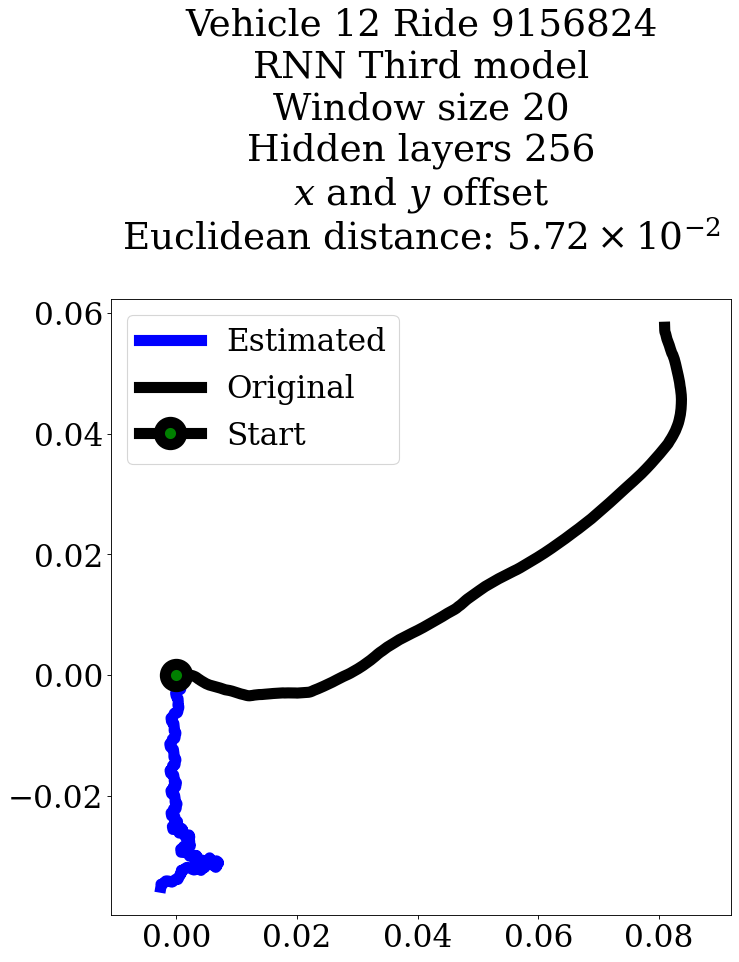 Vehicle 12 Ride 9156824
RNN Third model
Window size 20
Hidden layers 256
x and y offset
Euclidean distance: 5.72 × 10⁻²
0.06
0.04
0.02
0.00
−0.02
Estimated
Original
Start
0.00 0.02 0.04 0.06 0.08